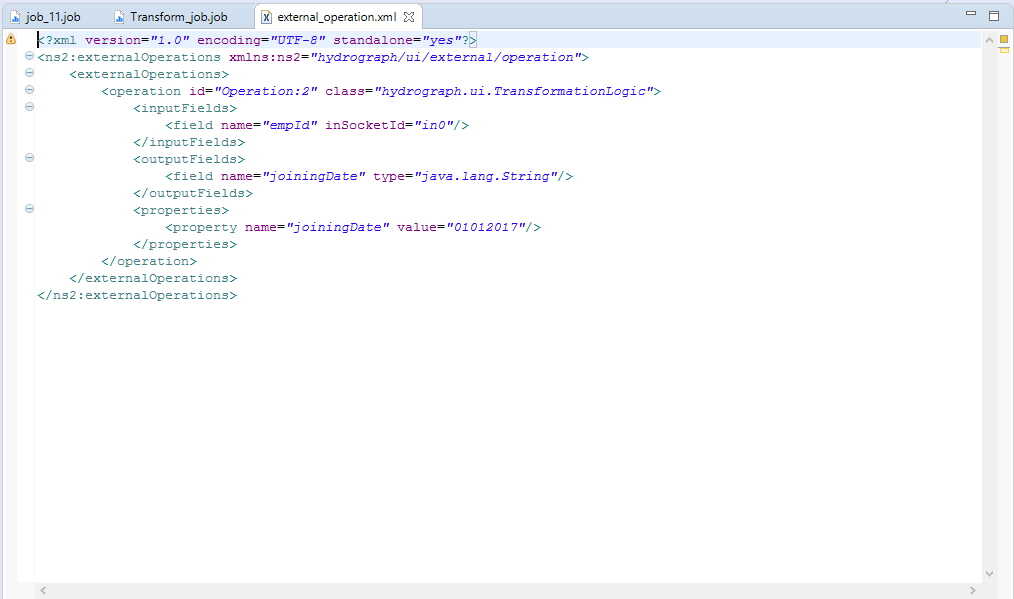 job_11.job Transform_job.job external_operation.xml
<?xml version="1.0" encoding="UTF-8" standalone="yes"?>
<ns2:externalOperations xmlns:ns2="hydrograph/ui/external/operation">
    <externalOperations>
        <operation id="Operation:2" class="hydrograph.ui.TransformationLogic">
            <inputFields>
                <field name="empId" inSocketId="in0"/>
            </inputFields>
            <outputFields>
                <field name="joiningDate" type="java.lang.String"/>
            </outputFields>
            <properties>
                <property name="joiningDate" value="01012017"/>
            </properties>
        </operation>
    </externalOperations>
</ns2:externalOperations>